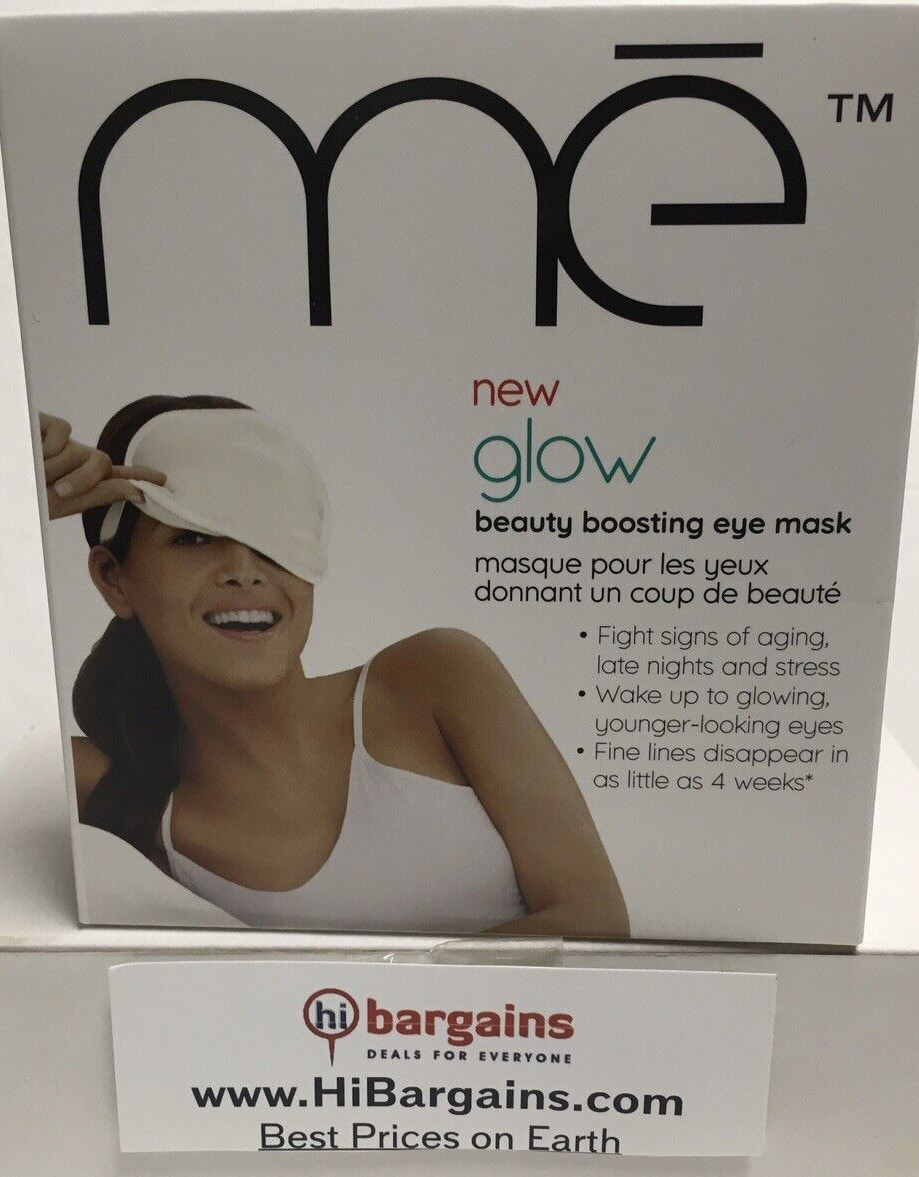 mē™
new
glow
beauty boosting eye mask
masque pour les yeux
donnant un coup de beauté
• Fight signs of aging,
late nights and stress
• Wake up to glowing,
younger-looking eyes
• Fine lines disappear in
as little as 4 weeks*
hi bargains
DEALS FOR EVERYONE
www.HiBargains.com
Best Prices on Earth